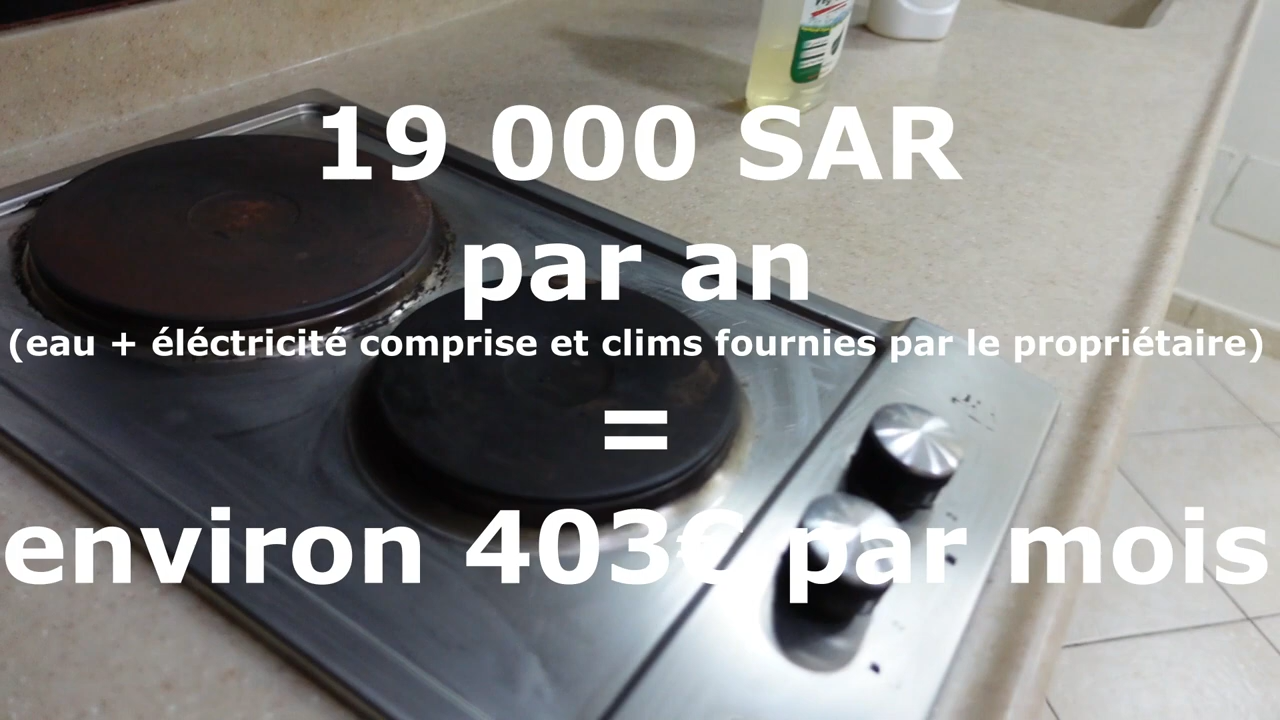 19 000 SAR
par an
(eau + éléctricité comprise et clims fournies par le propriétaire)
=
environ 403€ par mois